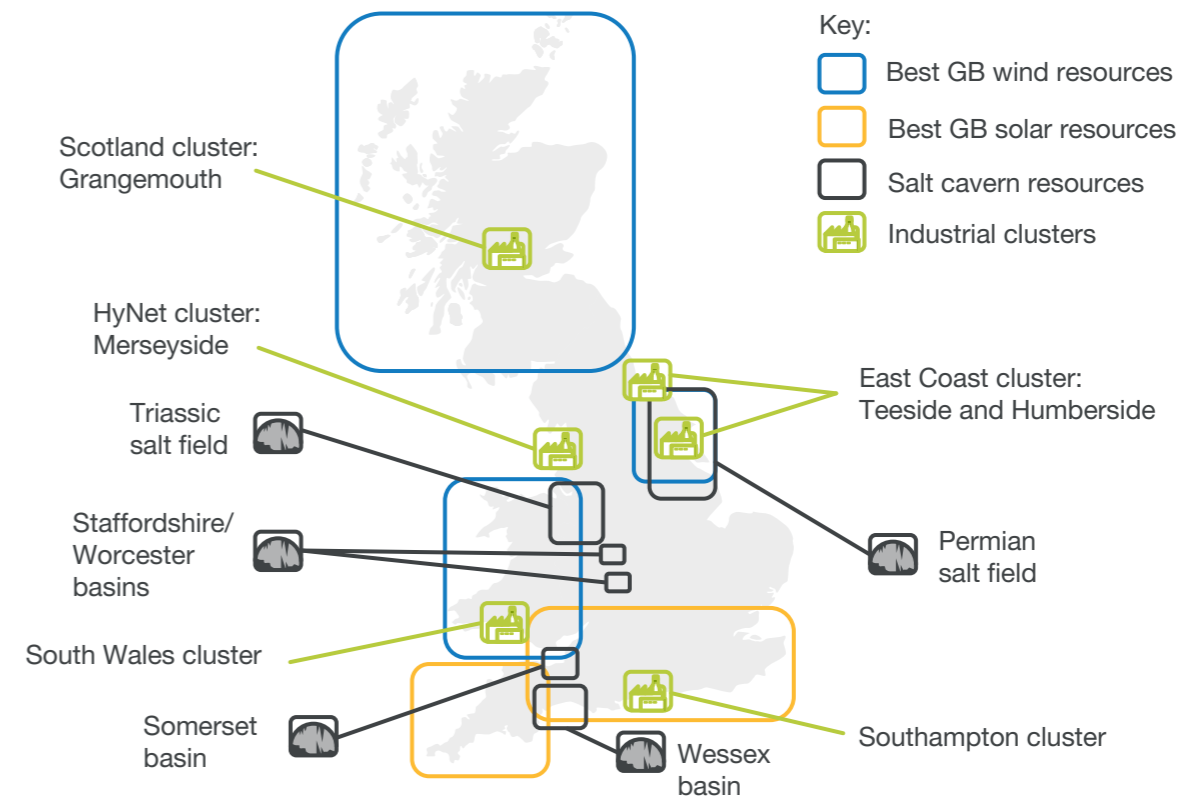 Key:
Best GB wind resources
Best GB solar resources
Salt cavern resources
Industrial clusters
Scotland cluster:
Grangemouth
HyNet cluster:
Merseyside
East Coast cluster:
Teeside and Humberside
Triassic
salt field
Staffordshire/
Worcester
basins
Permian
salt field
South Wales cluster
Somerset
basin
Wessex
basin
Southampton cluster